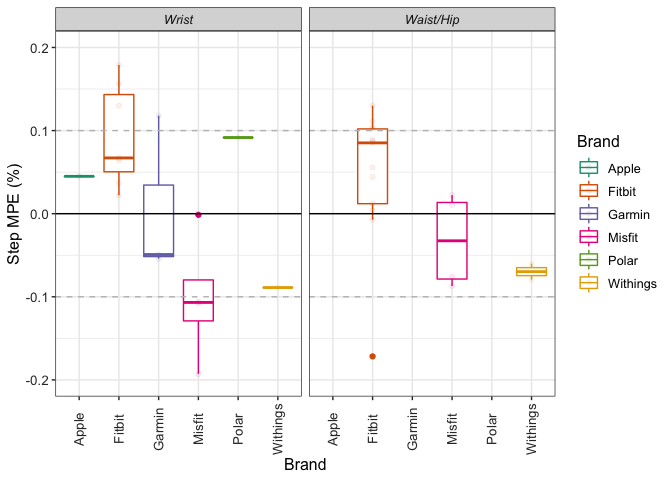 Wrist
Waist/Hip
Step MPE (%)
0.2
0.1
0.0
-0.1
-0.2
Apple
Fitbit
Garmin
Misfit
Polar
Withings
Apple
Fitbit
Garmin
Misfit
Polar
Withings
Brand
Brand
Apple
Fitbit
Garmin
Misfit
Polar
Withings